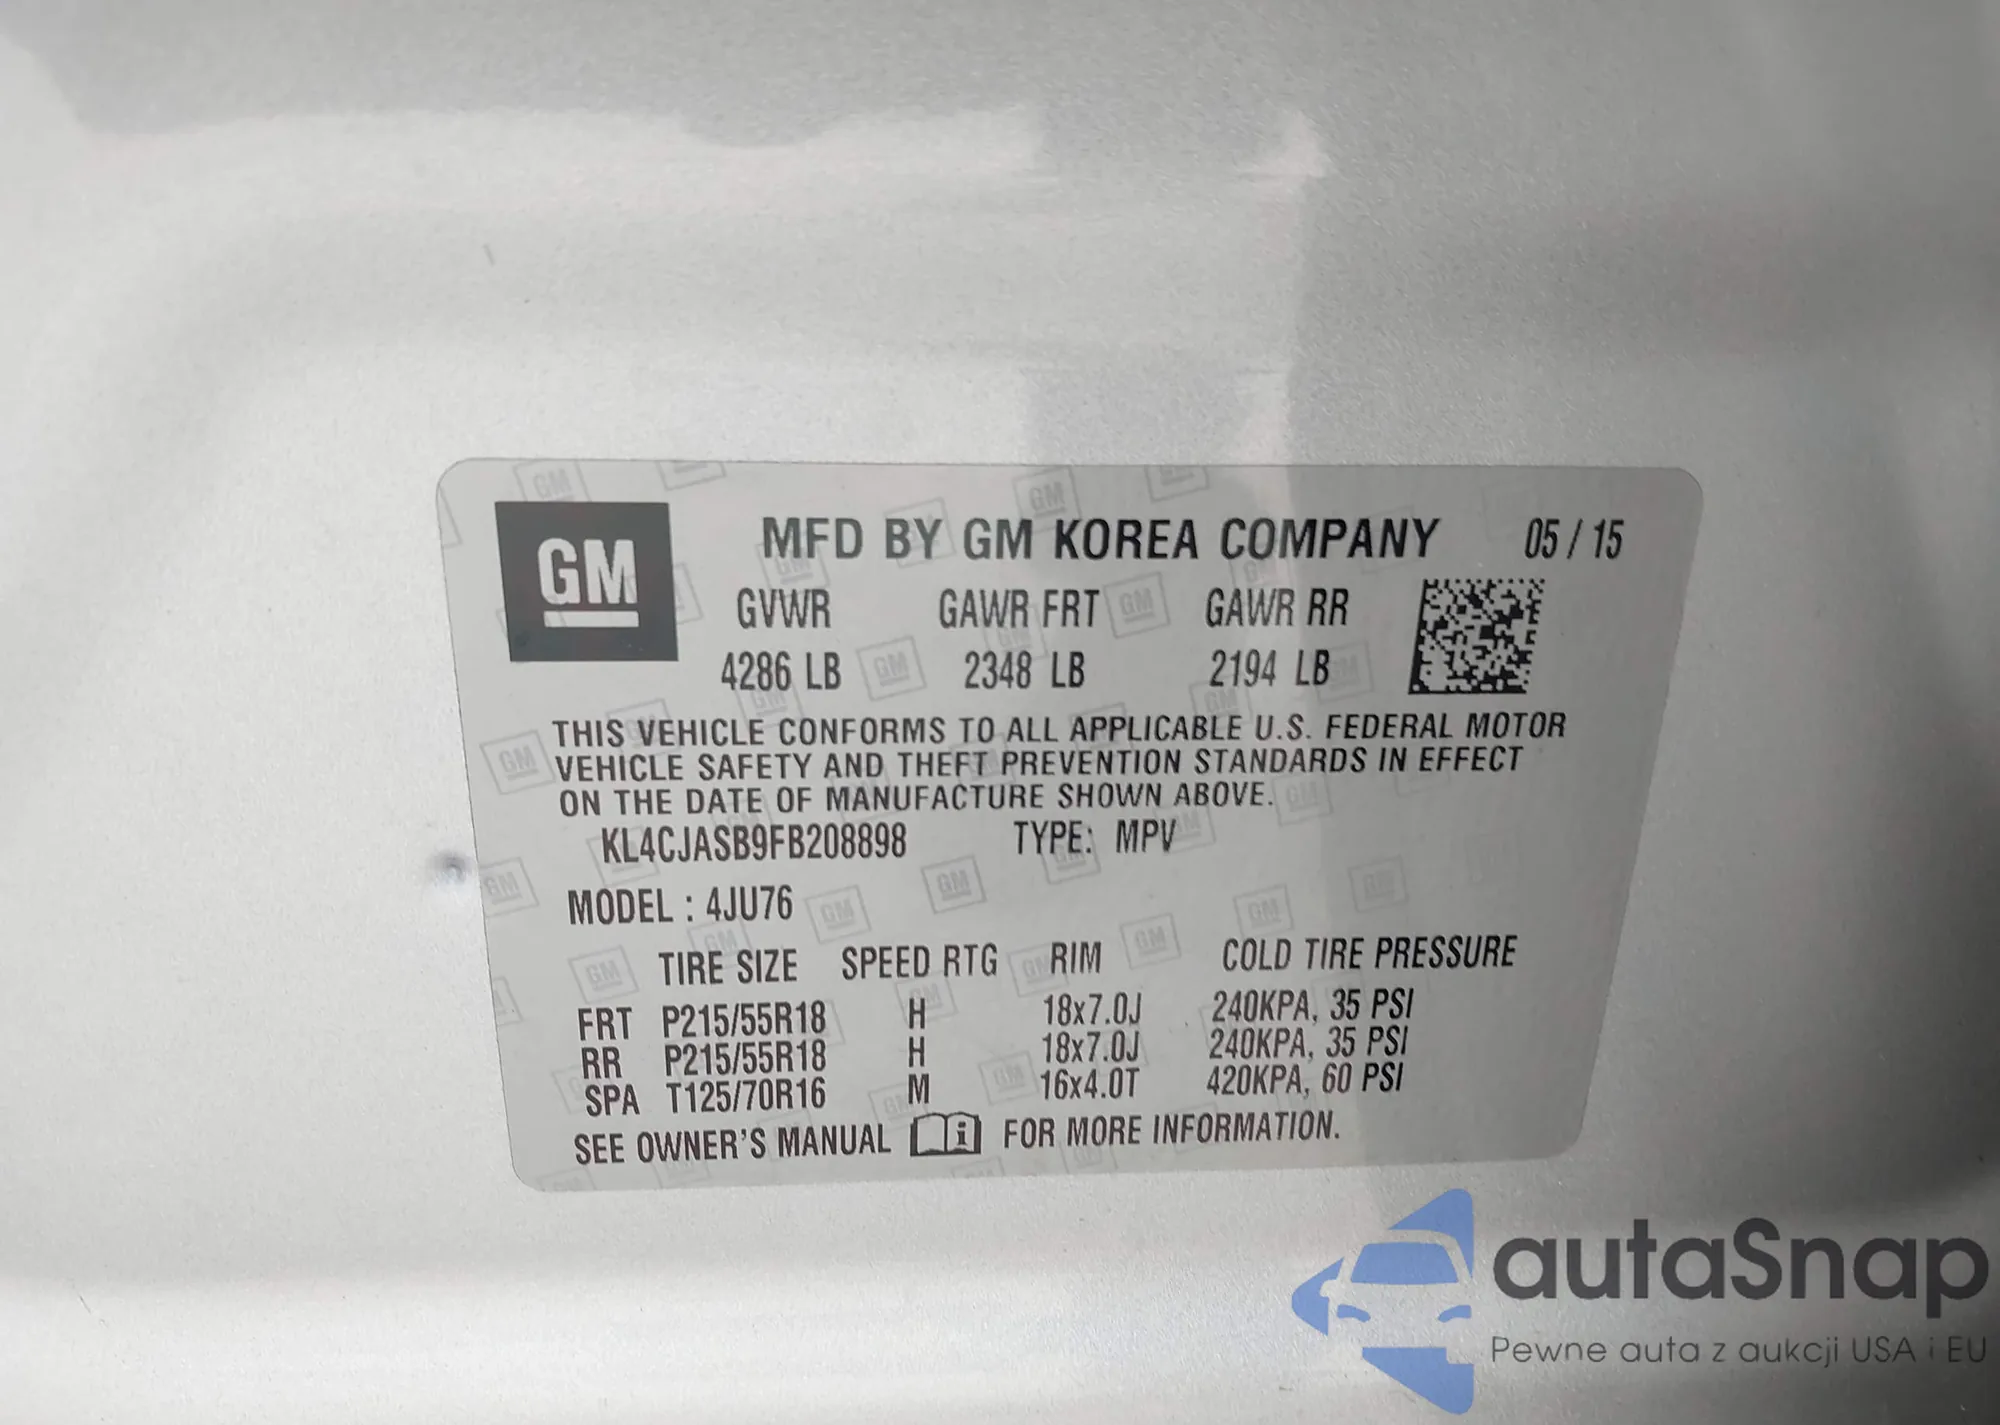 GM
MFD BY GM KOREA COMPANY 05 / 15
GVWR GAWR FRT GAWR RR
4286 LB 2348 LB 2194 LB
THIS VEHICLE CONFORMS TO ALL APPLICABLE U.S. FEDERAL MOTOR
VEHICLE SAFETY AND THEFT PREVENTION STANDARDS IN EFFECT
ON THE DATE OF MANUFACTURE SHOWN ABOVE.
KL4CJASB9FB208898 TYPE: MPV
MODEL : 4JU76
TIRE SIZE SPEED RTG RIM COLD TIRE PRESSURE
FRT P215/55R18 H 18x7.0J 240KPA, 35 PSI
RR P215/55R18 H 18x7.0J 240KPA, 35 PSI
SPA T125/70R16 M 16x4.0T 420KPA, 60 PSI
SEE OWNER'S MANUAL i FOR MORE INFORMATION.
autaSnap
Pewne auta z aukcji USA i EU